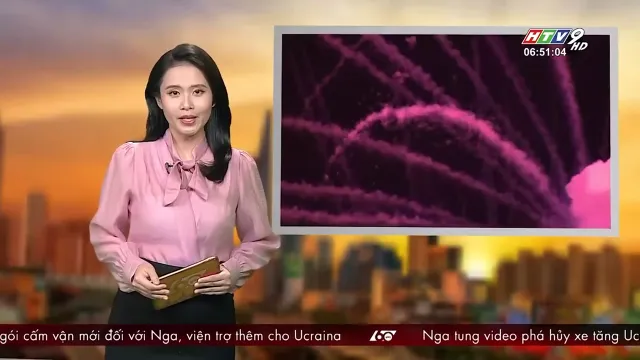 HTV9 HD
06:51:04
gói cấm vận mới đối với Nga, viện trợ thêm cho Ucraina 60 Nga tung video phá hủy xe tăng Uc